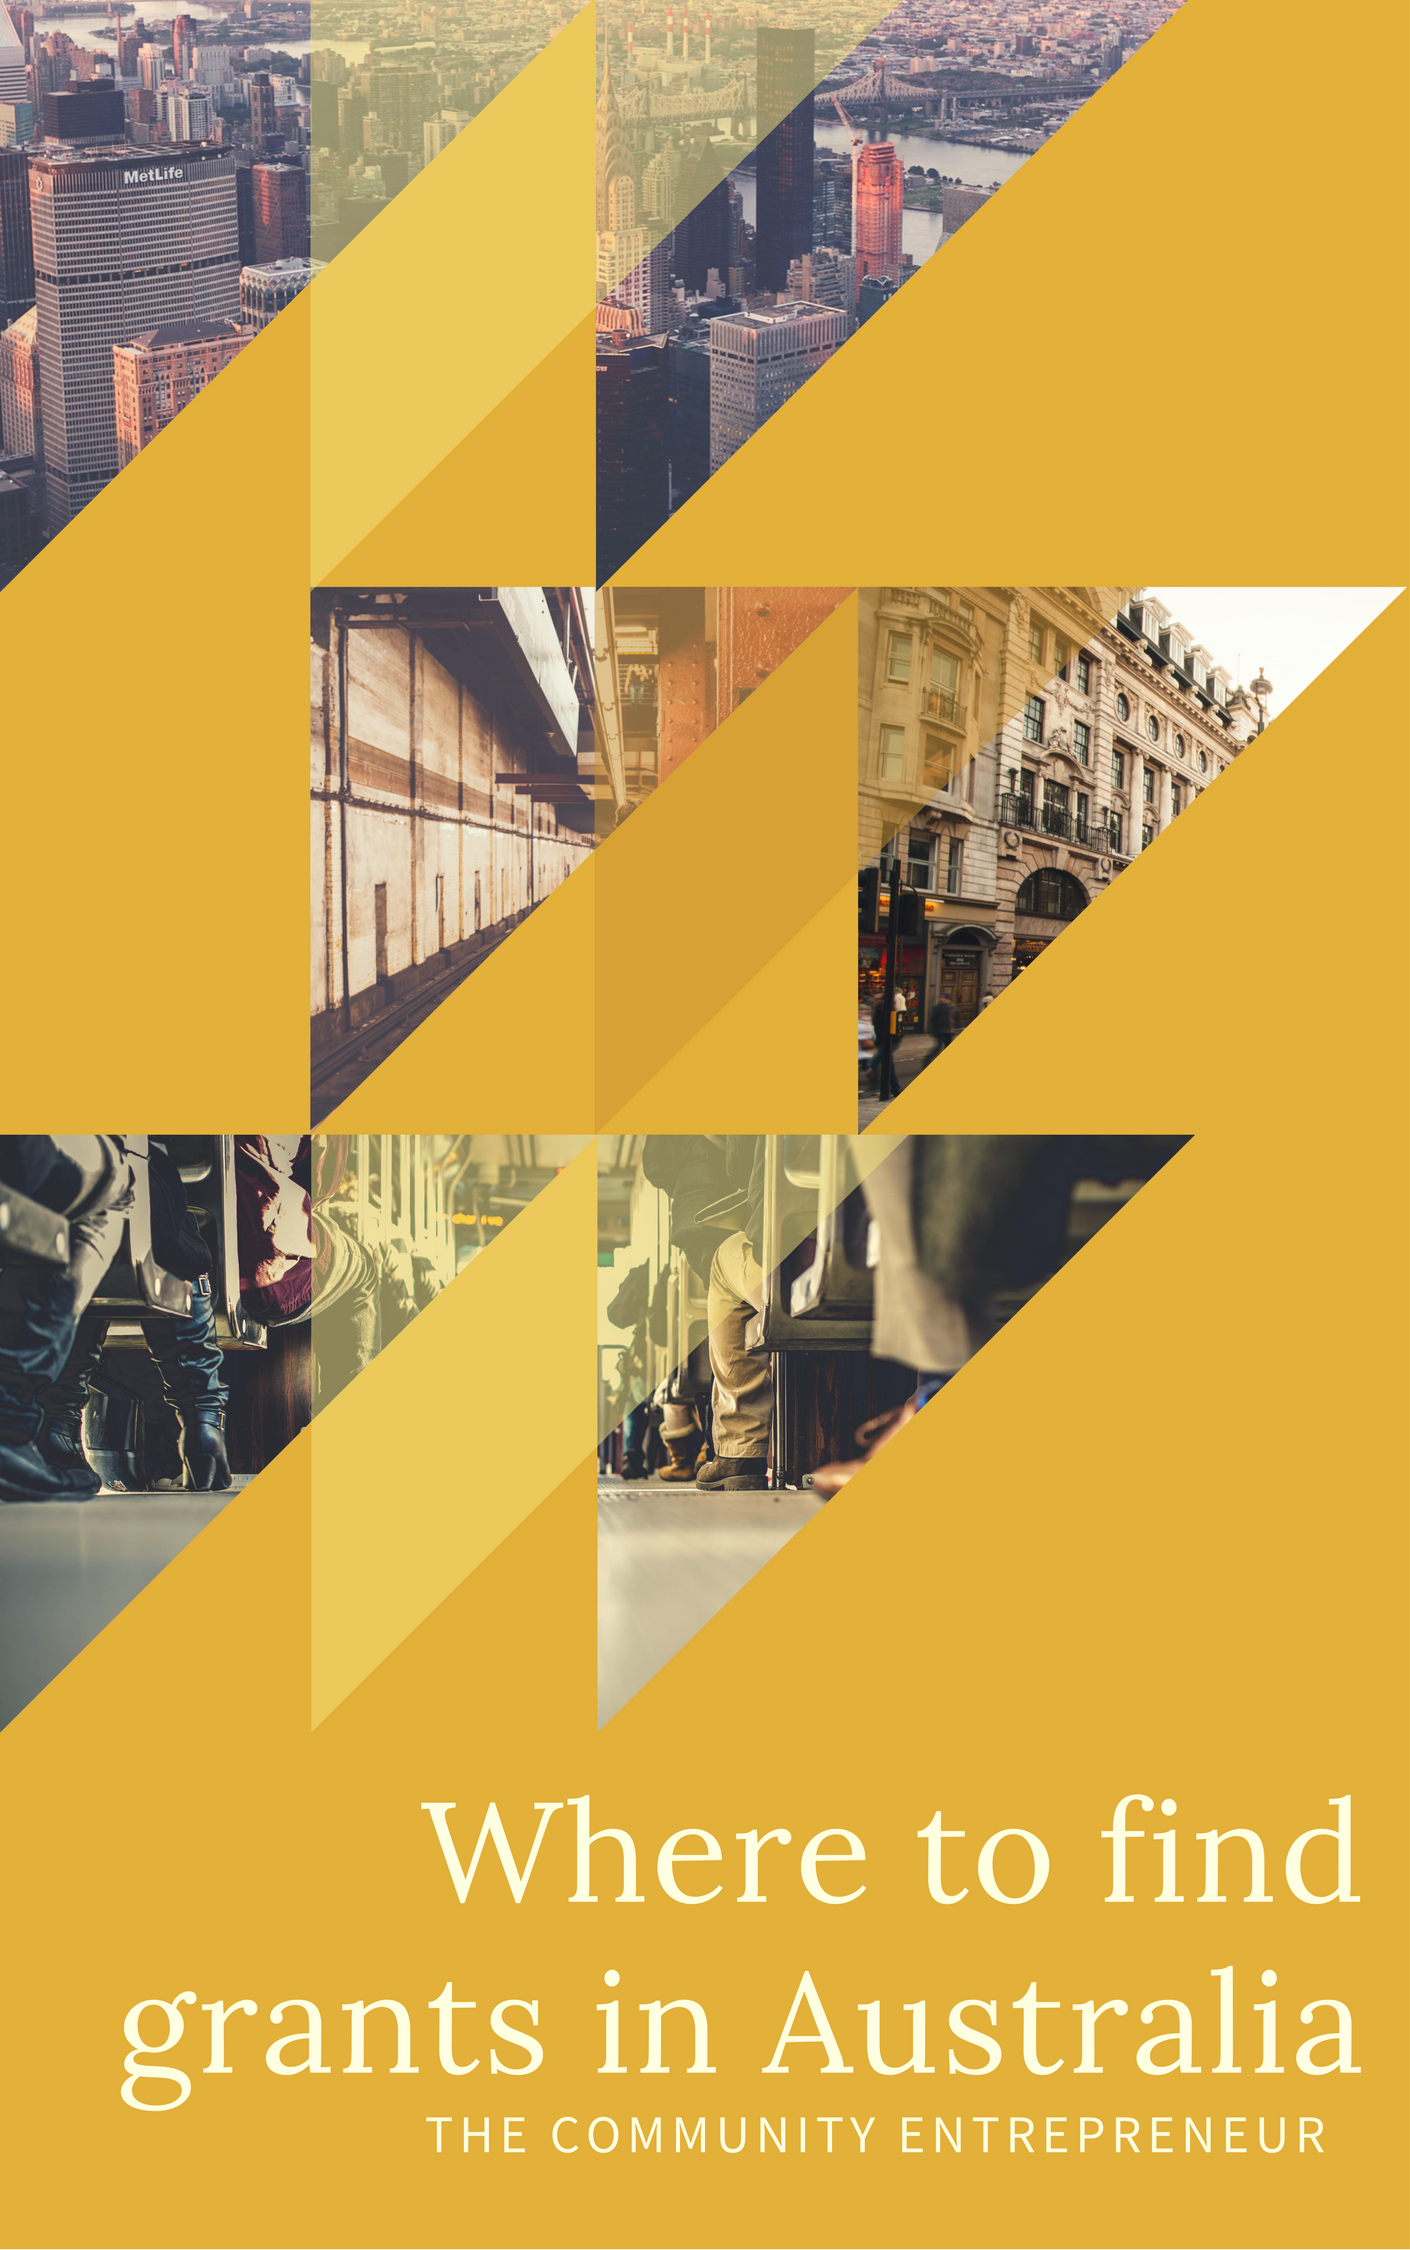 MetLife
Where to find
grants in Australia
THE COMMUNITY ENTREPRENEUR